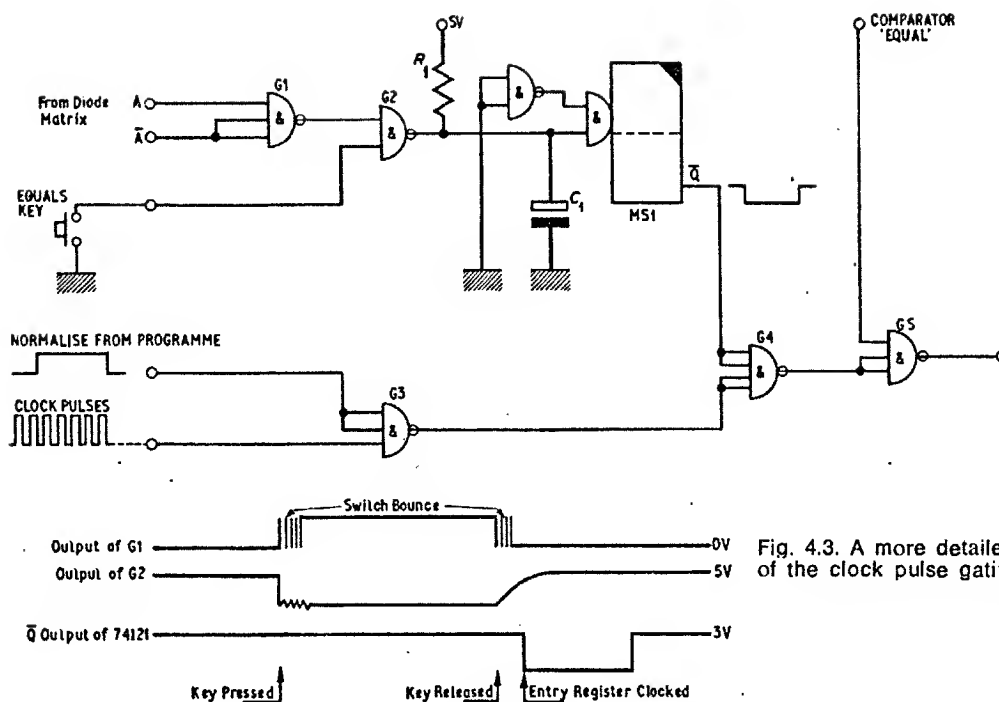 5V
COMPARATOR
'EQUAL'
R1
G1
From Diode
Matrix
A
Ā
&
G2
&
&
&
EQUALS
KEY
C1
Q̄
MS1
G5
&
NORMALISE FROM PROGRAMME
G4
&
CLOCK PULSES
G3
&
Switch Bounce
Output of G1
0V
Output of G2
5V
Q̄ Output of 74121
3V
Key Pressed
Key Released
Entry Register Clocked
Fig. 4.3. A more detaile
of the clock pulse gati